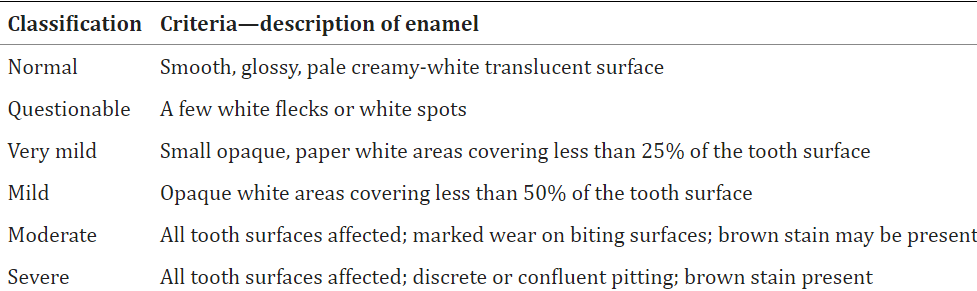 Classification Criteria—description of enamel
Normal Smooth, glossy, pale creamy-white translucent surface
Questionable A few white flecks or white spots
Very mild Small opaque, paper white areas covering less than 25% of the tooth surface
Mild Opaque white areas covering less than 50% of the tooth surface
Moderate All tooth surfaces affected; marked wear on biting surfaces; brown stain may be present
Severe All tooth surfaces affected; discrete or confluent pitting; brown stain present